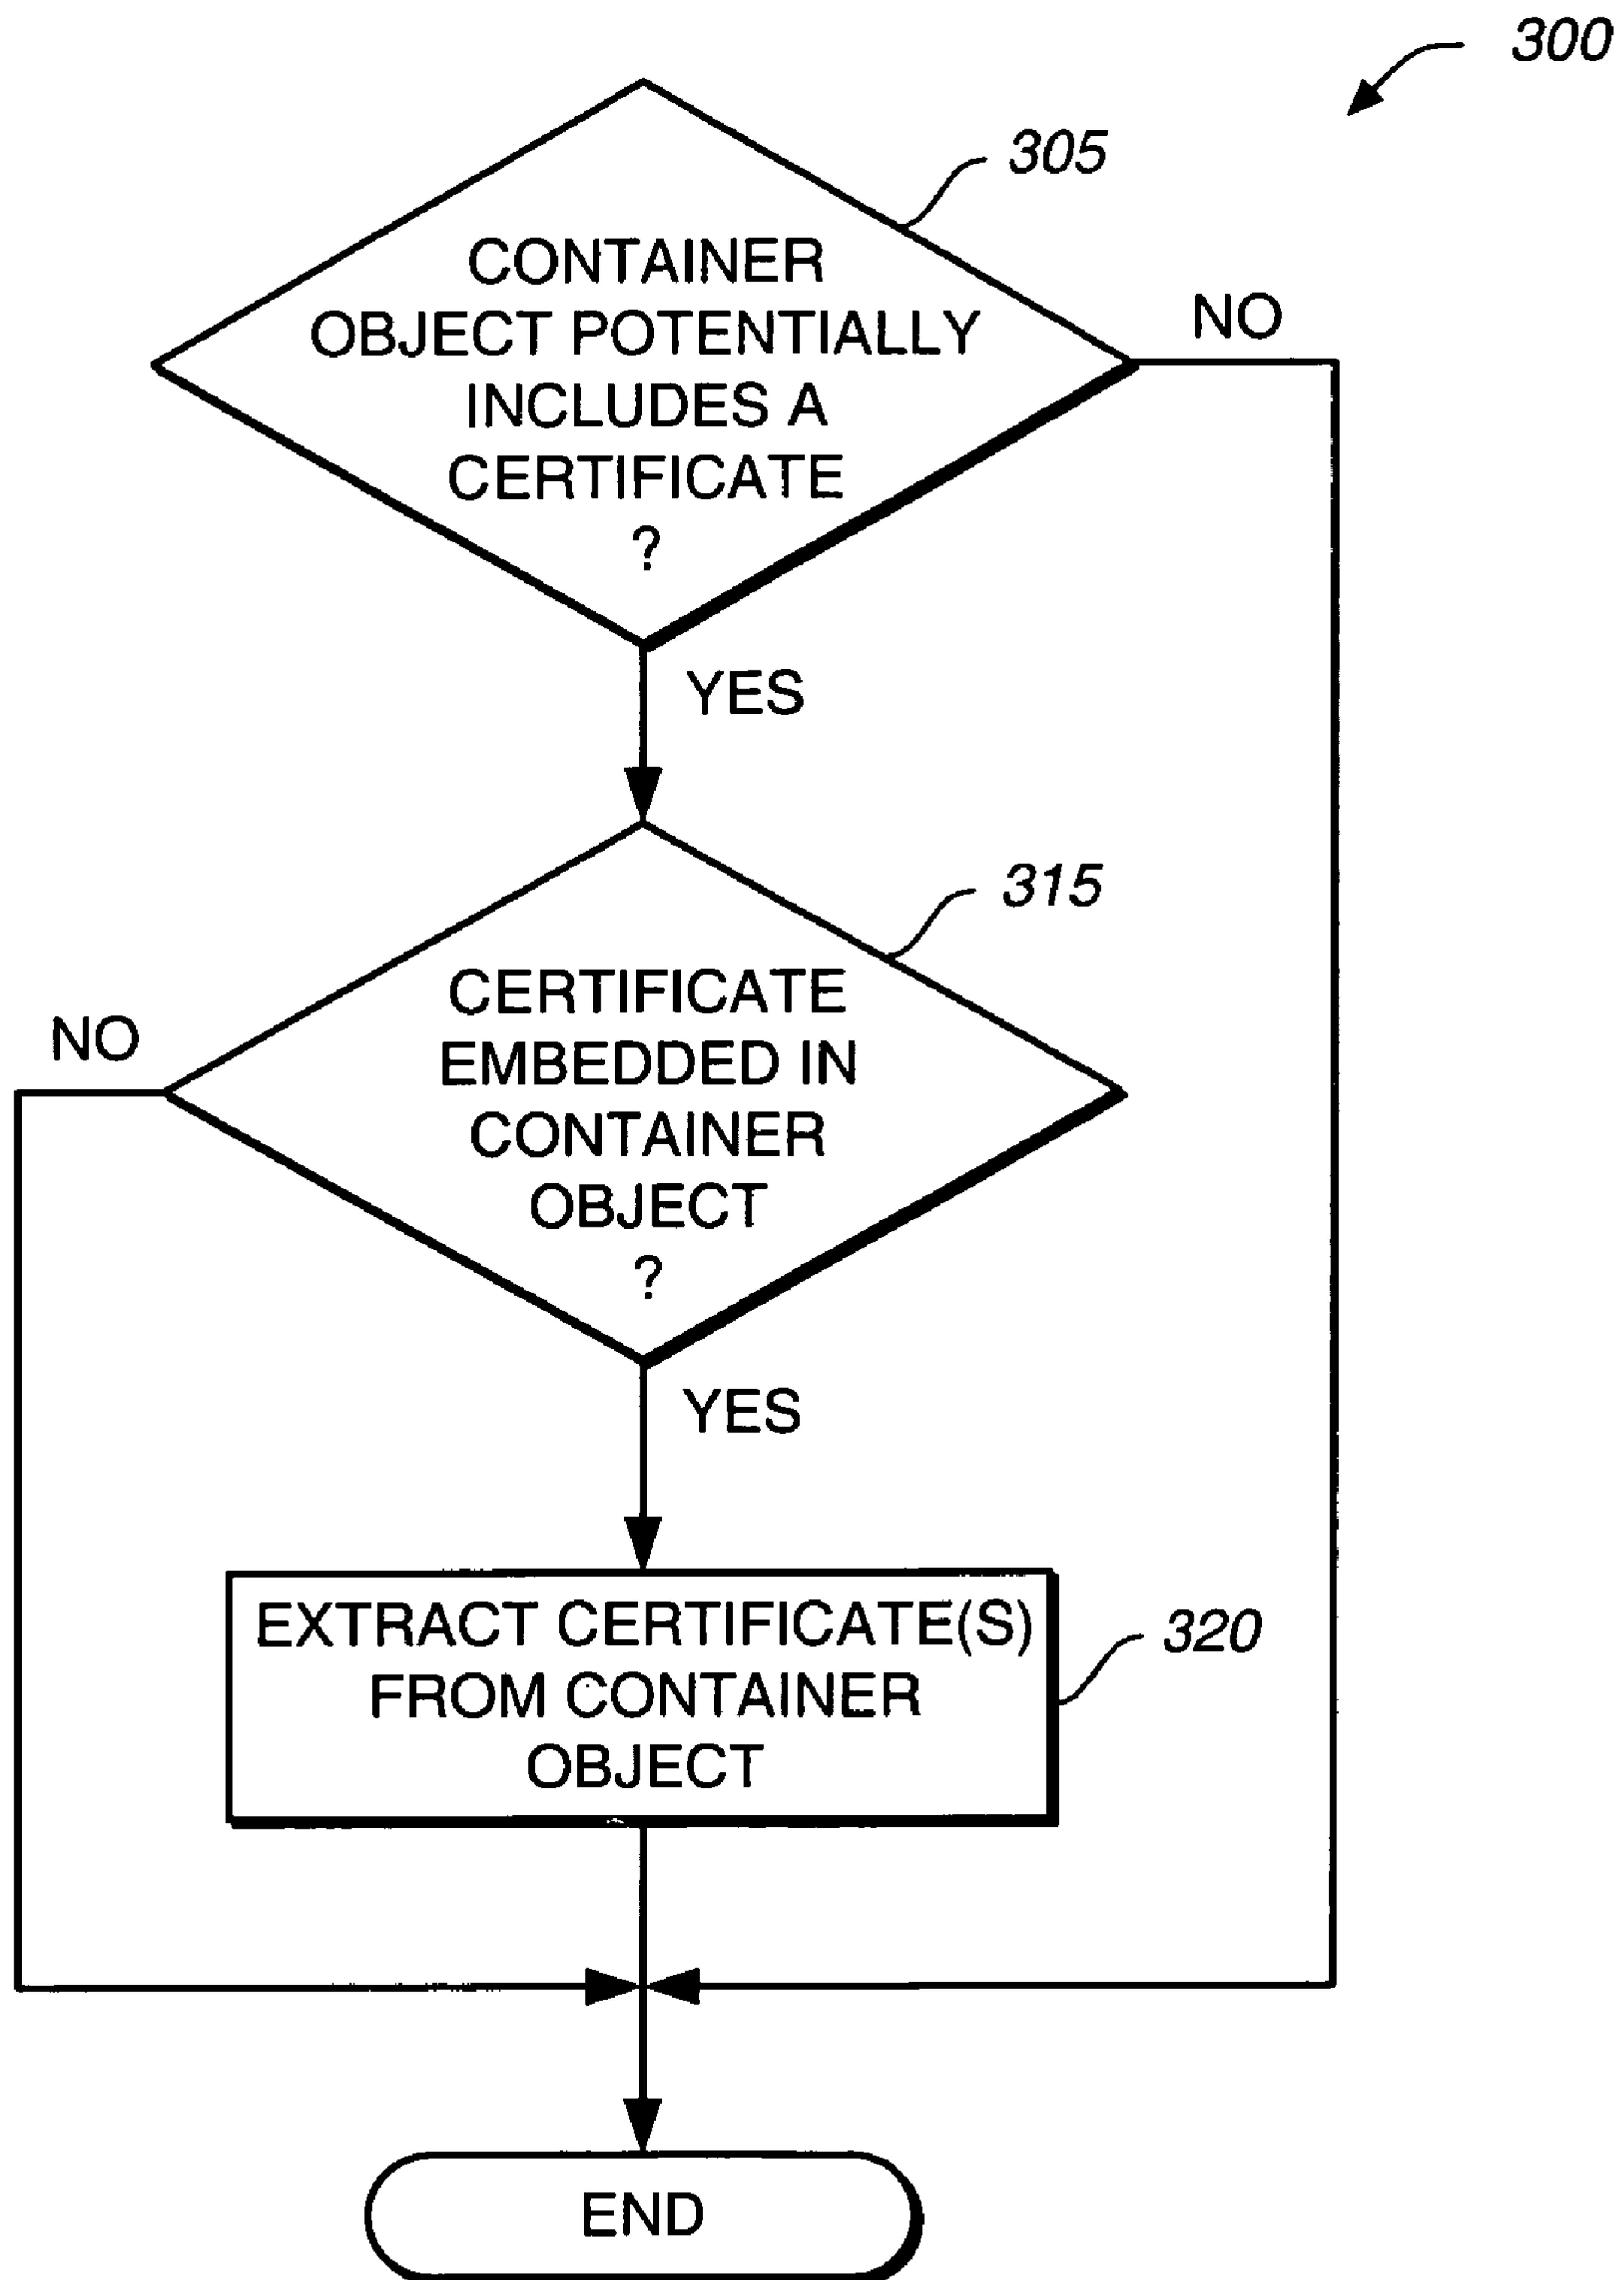 300
305
CONTAINER
OBJECT POTENTIALLY
INCLUDES A
CERTIFICATE
?
NO
YES
315
CERTIFICATE
EMBEDDED IN
CONTAINER
OBJECT
?
NO
YES
EXTRACT CERTIFICATE(S)
FROM CONTAINER
OBJECT
320
END